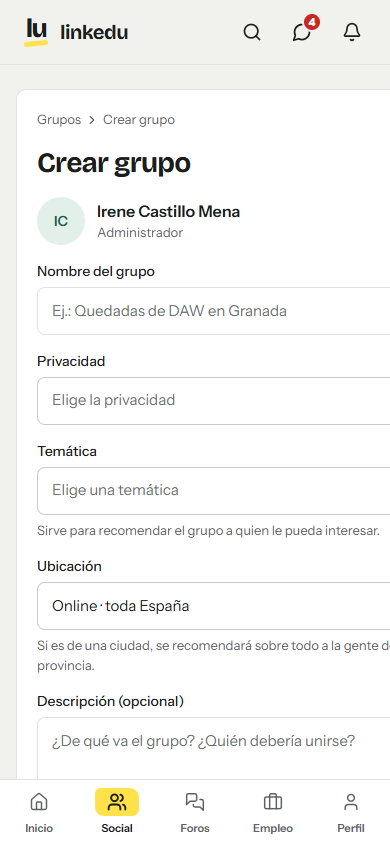 lu linkedu
4
Grupos > Crear grupo
Crear grupo
IC
Irene Castillo Mena
Administrador
Nombre del grupo
Ej.: Quedadas de DAW en Granada
Privacidad
Elige la privacidad
Temática
Elige una temática
Sirve para recomendar el grupo a quien le pueda interesar.
Ubicación
Online · toda España
Si es de una ciudad, se recomendará sobre todo a la gente de
provincia.
Descripción (opcional)
¿De qué va el grupo? ¿Quién debería unirse?
Inicio
Social
Foros
Empleo
Perfil